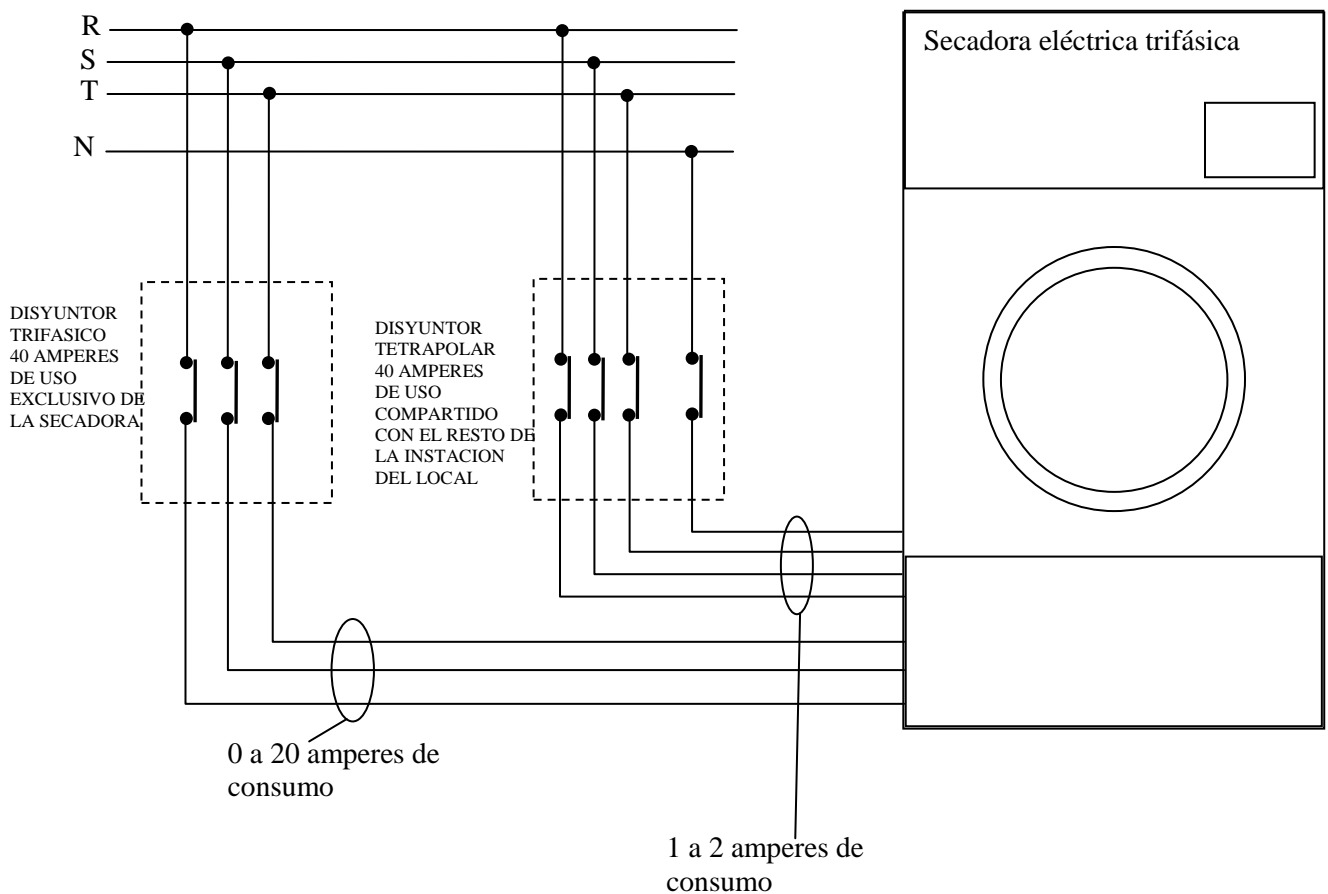 R
S
T
N
Secadora eléctrica trifásica
DISYUNTOR
TRIFASICO
40 AMPERES
DE USO
EXCLUSIVO DE
LA SECADORA
DISYUNTOR
TETRAPOLAR
40 AMPERES
DE USO
COMPARTIDO
CON EL RESTO DE
LA INSTACION
DEL LOCAL
0 a 20 amperes de
consumo
1 a 2 amperes de
consumo